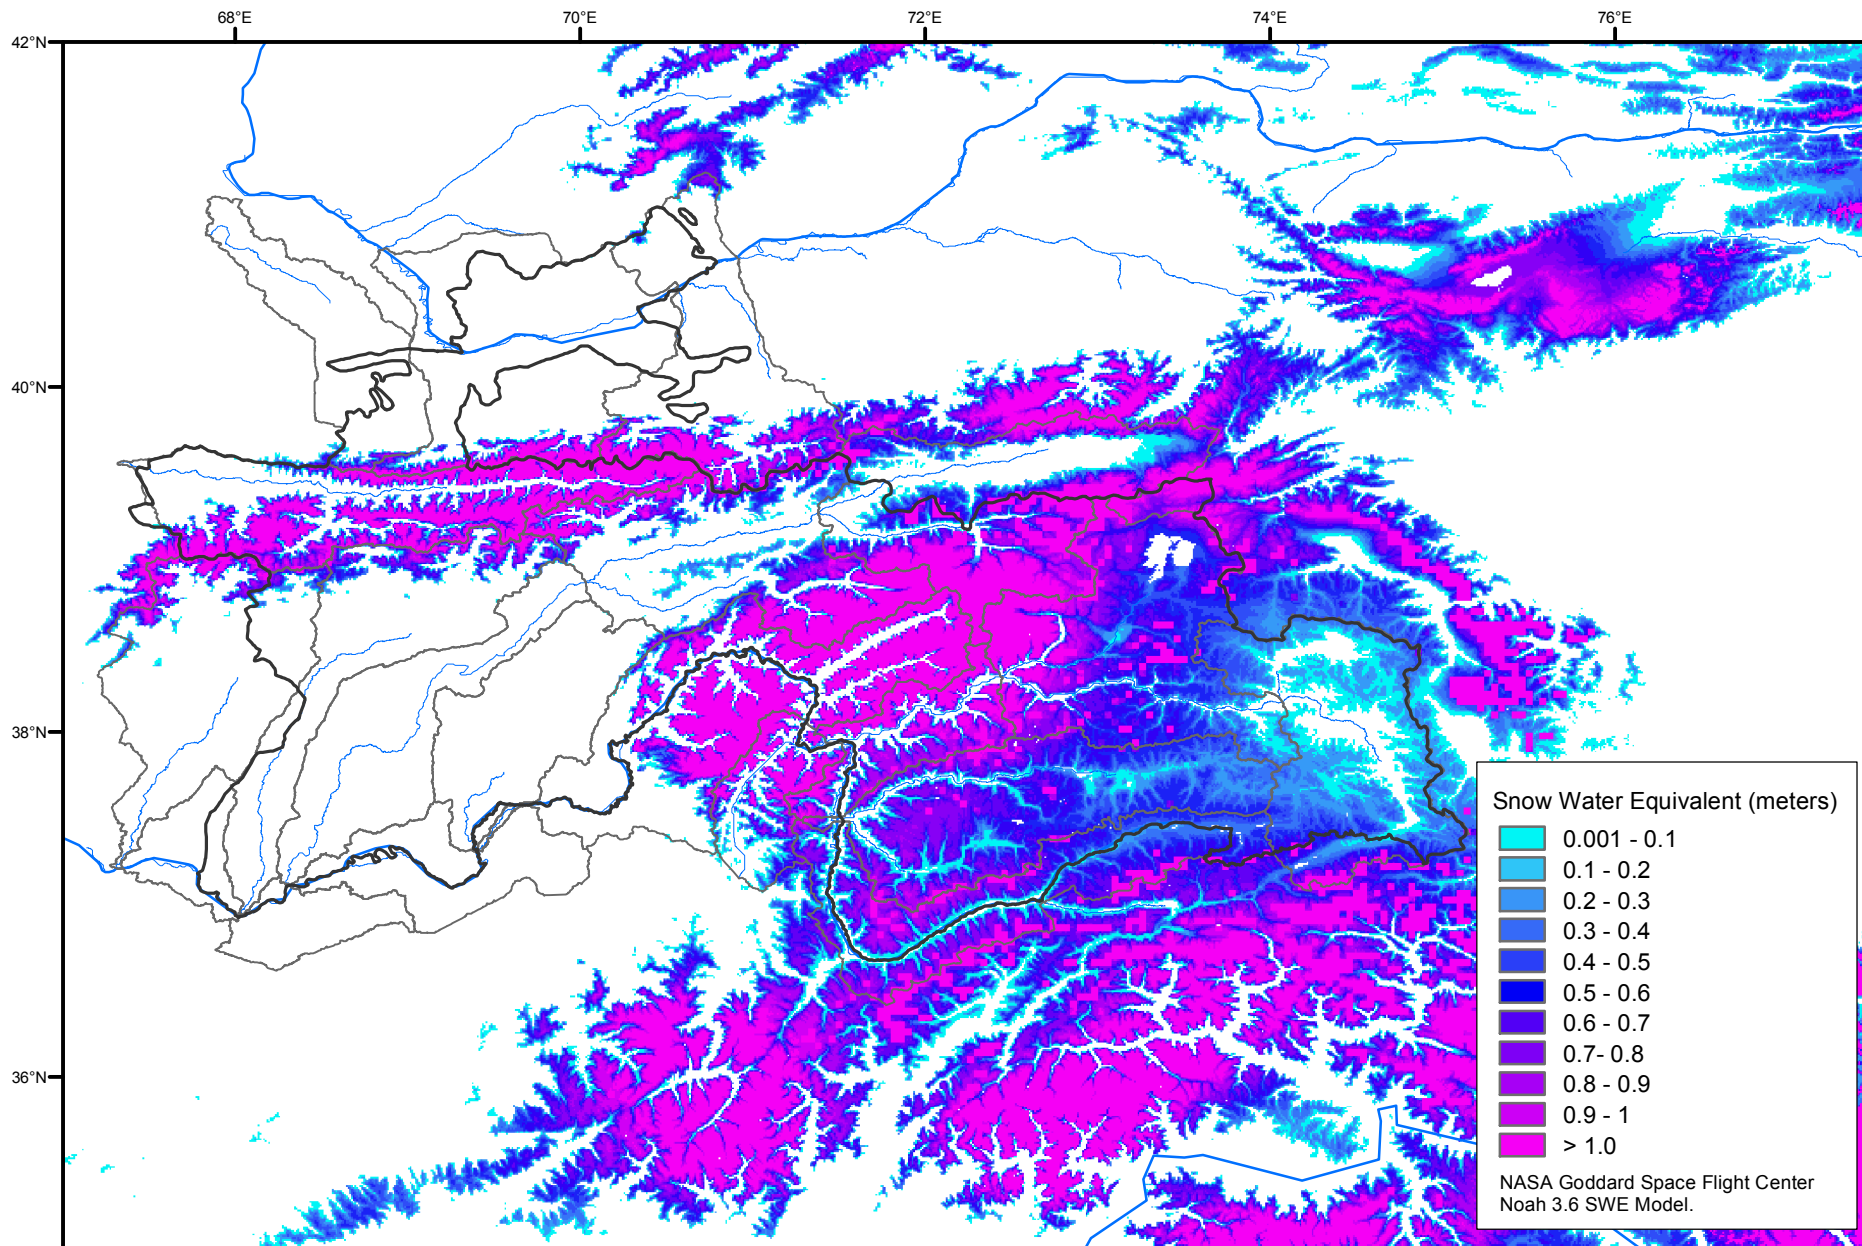 68°E
70°E
72°E
74°E
76°E
42°N
40°N
38°N
36°N
Snow Water Equivalent (meters)
0.001 - 0.1
0.1 - 0.2
0.2 - 0.3
0.3 - 0.4
0.4 - 0.5
0.5 - 0.6
0.6 - 0.7
0.7- 0.8
0.8 - 0.9
0.9 - 1
> 1.0
NASA Goddard Space Flight Center
Noah 3.6 SWE Model.